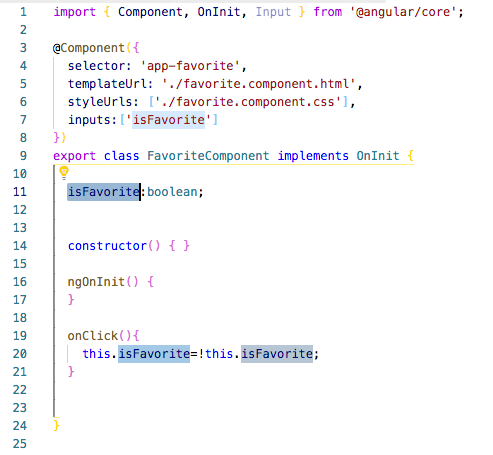 1 import { Component, OnInit, Input } from '@angular/core';
2
3 @Component({
4 selector: 'app-favorite',
5 templateUrl: './favorite.component.html',
6 styleUrls: ['./favorite.component.css'],
7 inputs:['isFavorite']
8 })
9 export class FavoriteComponent implements OnInit {
10
11 isFavorite:boolean;
12
13
14 constructor() { }
15
16 ngOnInit() {
17 }
18
19 onClick(){
20 this.isFavorite=!this.isFavorite;
21 }
22
23
24 }
25